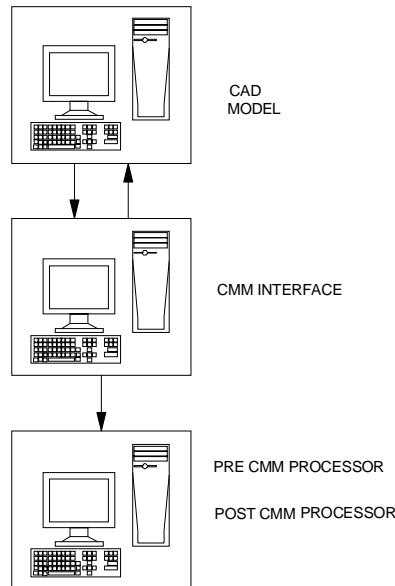 CAD
MODEL
CMM INTERFACE
PRE CMM PROCESSOR
POST CMM PROCESSOR